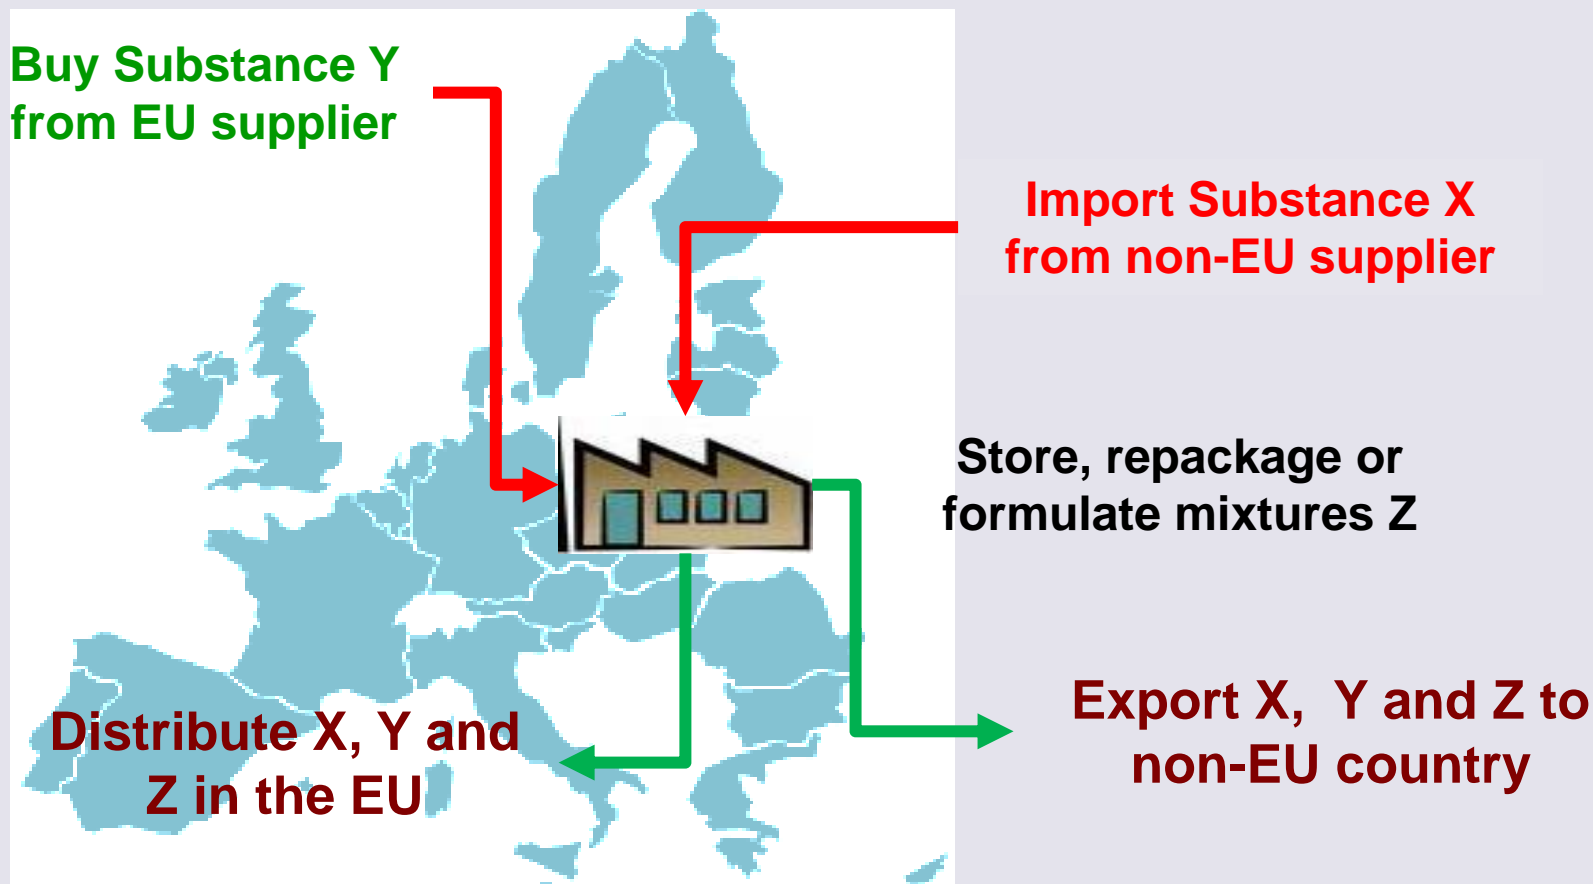 Buy Substance Y
from EU supplier
Import Substance X
from non-EU supplier
Store, repackage or
formulate mixtures Z
Distribute X, Y and
Z in the EU
Export X, Y and Z to
non-EU country